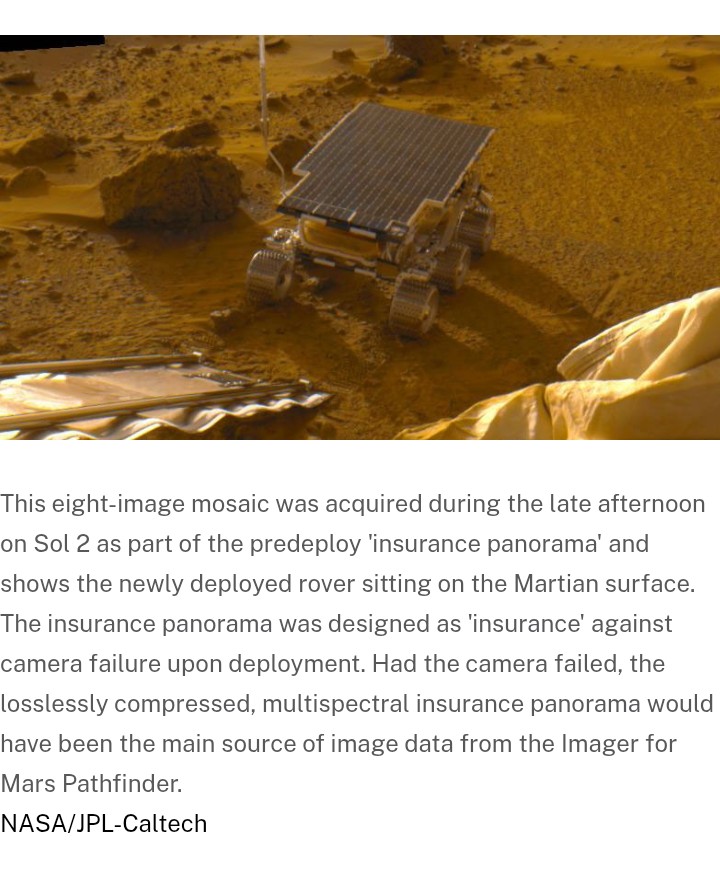 This eight-image mosaic was acquired during the late afternoon
on Sol 2 as part of the predeploy 'insurance panorama' and
shows the newly deployed rover sitting on the Martian surface.
The insurance panorama was designed as 'insurance' against
camera failure upon deployment. Had the camera failed, the
losslessly compressed, multispectral insurance panorama would
have been the main source of image data from the Imager for
Mars Pathfinder.
NASA/JPL-Caltech